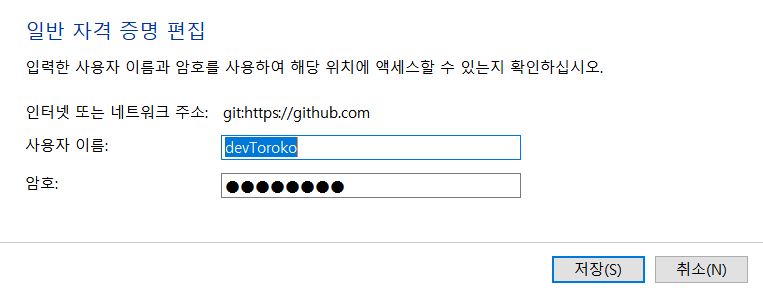 일반 자격 증명 편집
입력한 사용자 이름과 암호를 사용하여 해당 위치에 액세스할 수 있는지 확인하십시오.
인터넷 또는 네트워크 주소: git:https://github.com
사용자 이름: devToroko
암호: ●●●●●●●●
저장(S) 취소(N)